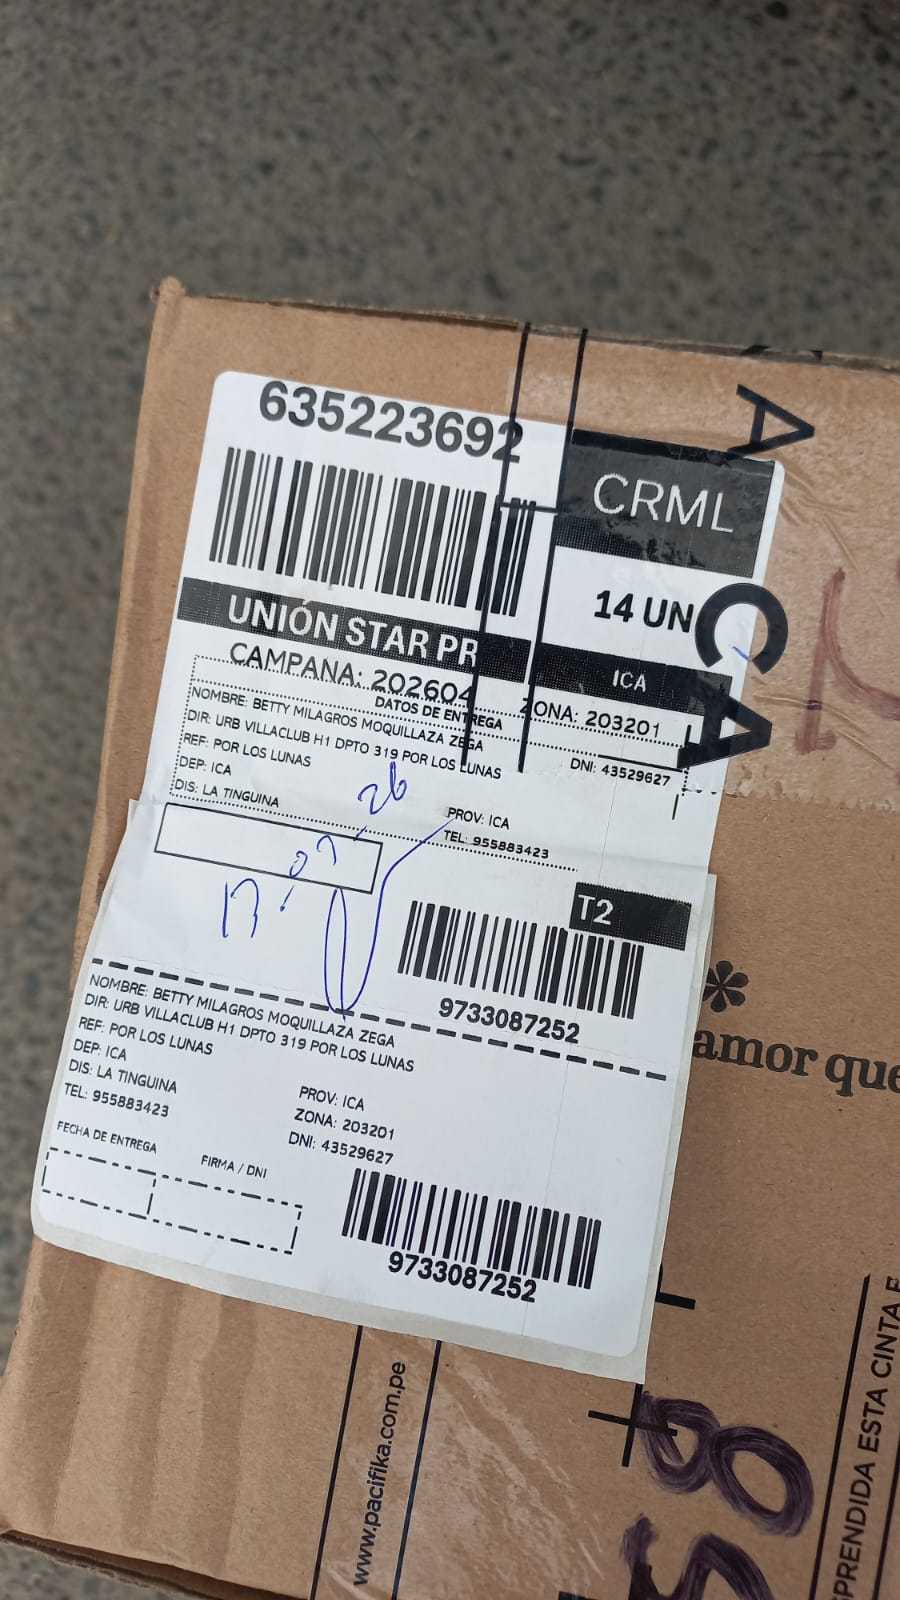 635223692
CRML
14 UN
UNIÓN STAR PR
ICA
CAMPAÑA: 202604
ZONA: 203201
DATOS DE ENTREGA
NOMBRE: BETTY MILAGROS MOQUILLAZA ZEGA
DIR: URB VILLACLUB H1 DPTO 319 POR LOS LUNAS
REF: POR LOS LUNAS
DNI: 43529627
DEP: ICA
PROV: ICA
DIS: LA TINGUINA
TEL: 955883423
T2
9733087252
NOMBRE: BETTY MILAGROS MOQUILLAZA ZEGA
DIR: URB VILLACLUB H1 DPTO 319 POR LOS LUNAS
REF: POR LOS LUNAS
DEP: ICA
PROV: ICA
DIS: LA TINGUINA
ZONA: 203201
TEL: 955883423
DNI: 43529627
FECHA DE ENTREGA
FIRMA / DNI
9733087252
amor que
www.pacifika.com.pe
SPRENDIDA ESTA CINTA